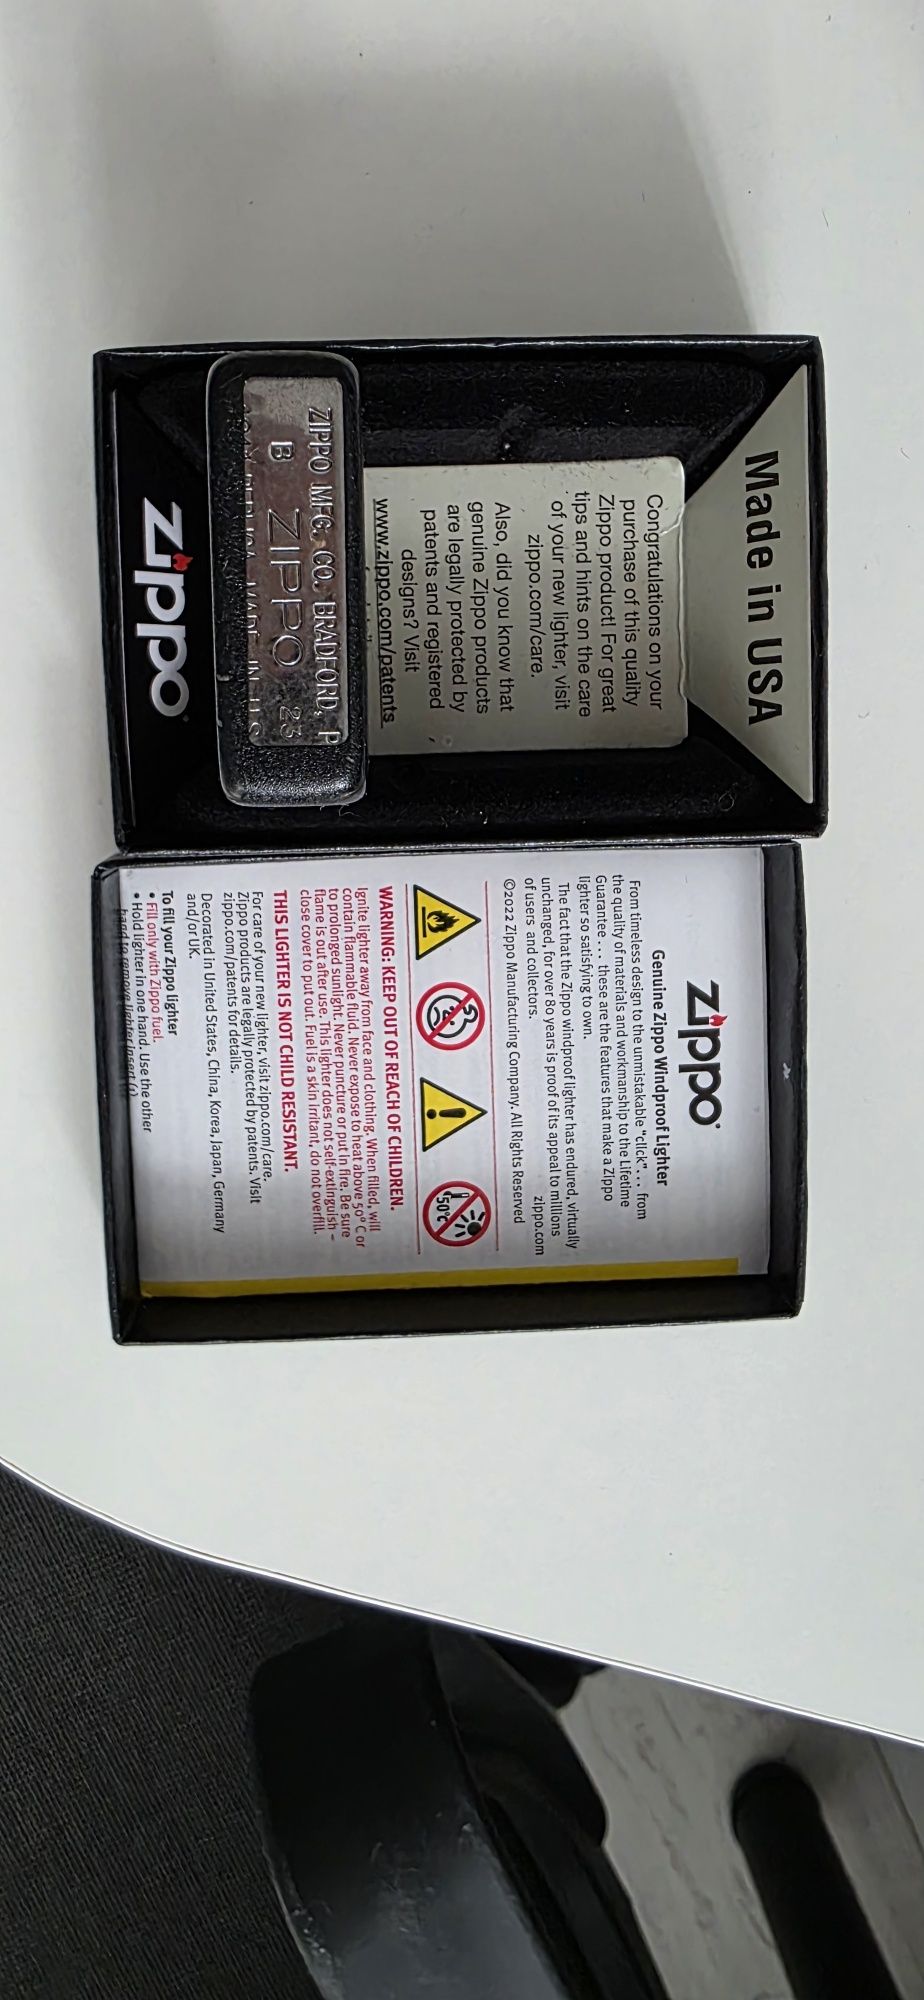 Made in USA
Congratulations on your
purchase of this quality
Zippo product! For great
tips and hints on the care
of your new lighter, visit
zippo.com/care.
Also, did you know that
genuine Zippo products
are legally protected by
patents and registered
designs? Visit
www.zippo.com/patents
ZIPPO MFG. CO. BRADFORD, P
B ZIPPO 23
MADE IN U S
zippo
zippo
Genuine Zippo Windproof Lighter
From timeless design to the unmistakable "click"... from
the quality of materials and workmanship to the Lifetime
Guarantee... these are the features that make a Zippo
lighter so satisfying to own.
The fact that the Zippo windproof lighter has endured, virtually
unchanged, for over 80 years is proof of its appeal to millions
of users and collectors. zippo.com
©2022 Zippo Manufacturing Company. All Rights Reserved
50°C
WARNING: KEEP OUT OF REACH OF CHILDREN.
Ignite lighter away from face and clothing. When filled, will
contain flammable fluid. Never expose to heat above 50° C or
to prolonged sunlight. Never puncture or put in fire. Be sure
flame is out after use. This lighter does not self-extinguish –
close cover to put out. Fuel is a skin irritant, do not overfill.
THIS LIGHTER IS NOT CHILD RESISTANT.
For care of your new lighter, visit zippo.com/care.
Zippo products are legally protected by patents. Visit
zippo.com/patents for details.
Decorated in United States, China, Korea, Japan, Germany
and/or UK.
To fill your Zippo lighter
• Fill only with Zippo fuel.
• Hold lighter in one hand. Use the other
hand to remove lighter insert (1)